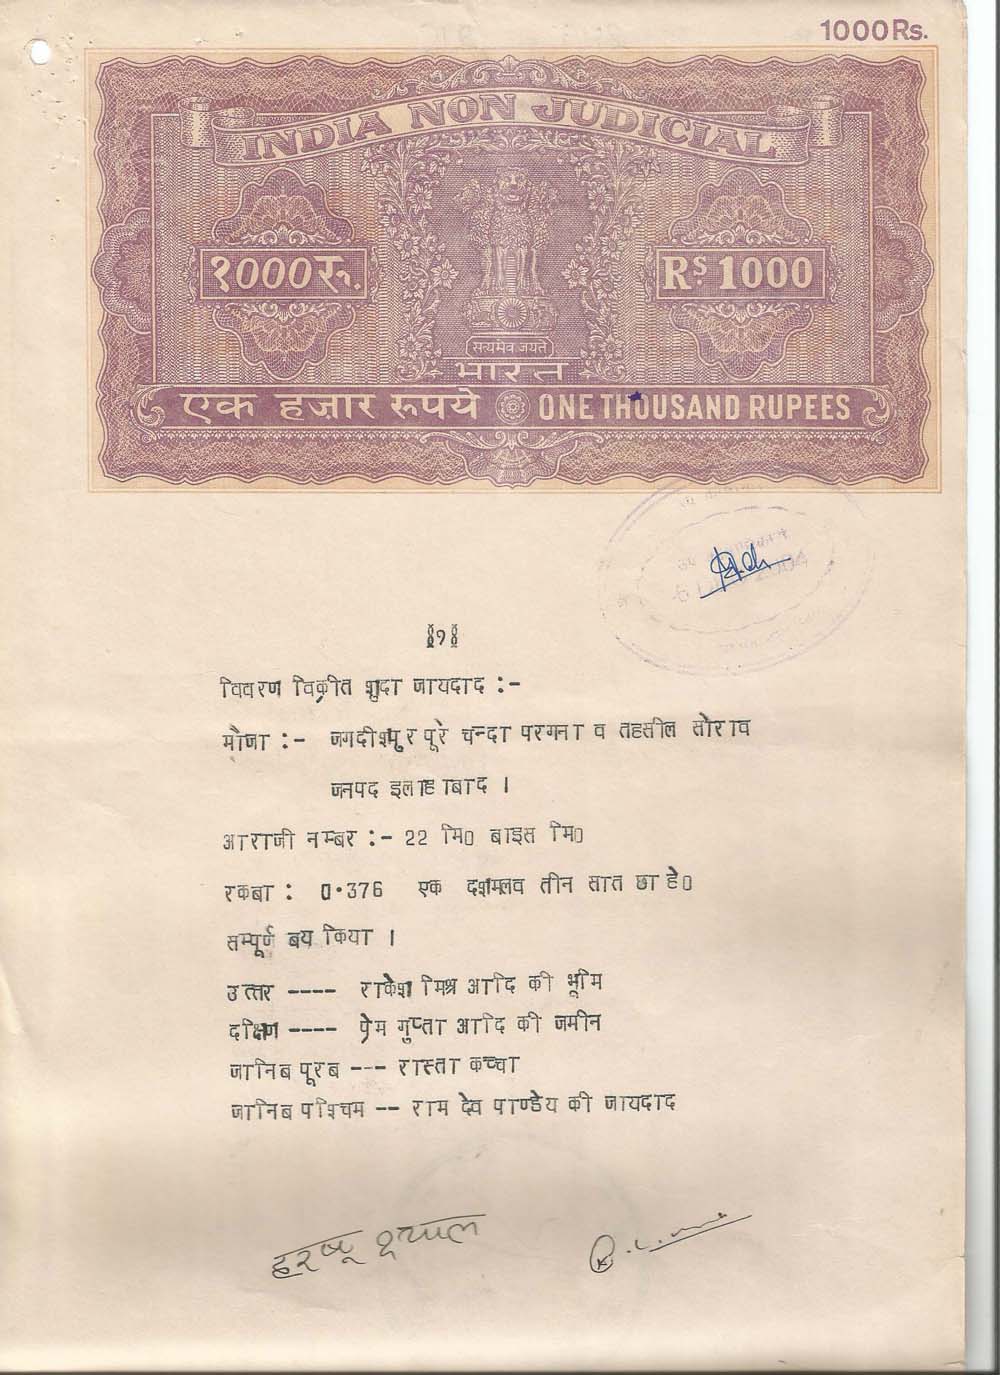 1000Rs.
INDIA NON JUDICIAL
१000रु.
Rs 1000
सत्यमेव जयते
भारत
एक हजार रूपये ONE THOUSAND RUPEES
॥१॥
विवरण विक्रीत शुदा जायदाद :-
मौजा :- जगदीशपुर पूरे चन्दा परगना व तहसील सोराव
जनपद इलाहाबाद ।
आराजी नम्बर :- 22 मि0 बाइस मि0
रकबा : 0.376 एक दशमलव तीन सात छा हे0
सम्पूर्ण बय किया ।
उत्तर ---- राकेश मिश्र आदि की भूमि
दक्षिण ---- प्रेम गुप्ता आदि की जमीन
जानिब पूरब --- रास्ता कच्चा
जानिब पश्चिम -- राम देव पाण्डेय की जायदाद